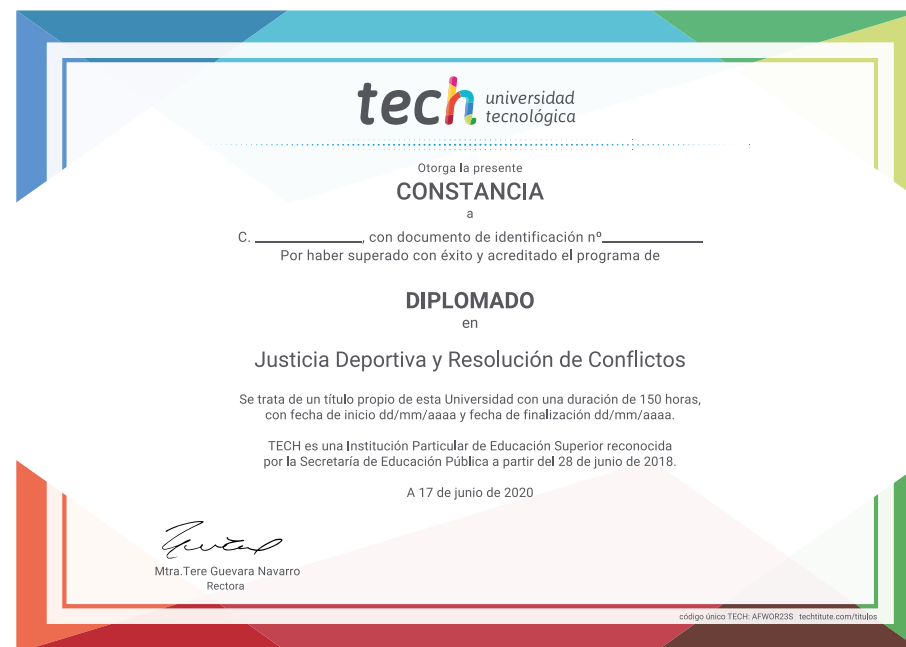 tech universidad
tecnológica
Otorga la presente
CONSTANCIA
a
C. ____________, con documento de identificación nº____________
Por haber superado con éxito y acreditado el programa de
DIPLOMADO
en
Justicia Deportiva y Resolución de Conflictos
Se trata de un título propio de esta Universidad con una duración de 150 horas,
con fecha de inicio dd/mm/aaaa y fecha de finalización dd/mm/aaaa.
TECH es una Institución Particular de Educación Superior reconocida
por la Secretaría de Educación Pública a partir del 28 de junio de 2018.
A 17 de junio de 2020
Mtra.Tere Guevara Navarro
Rectora
código único TECH: AFWOR23S techtitute.com/titulos